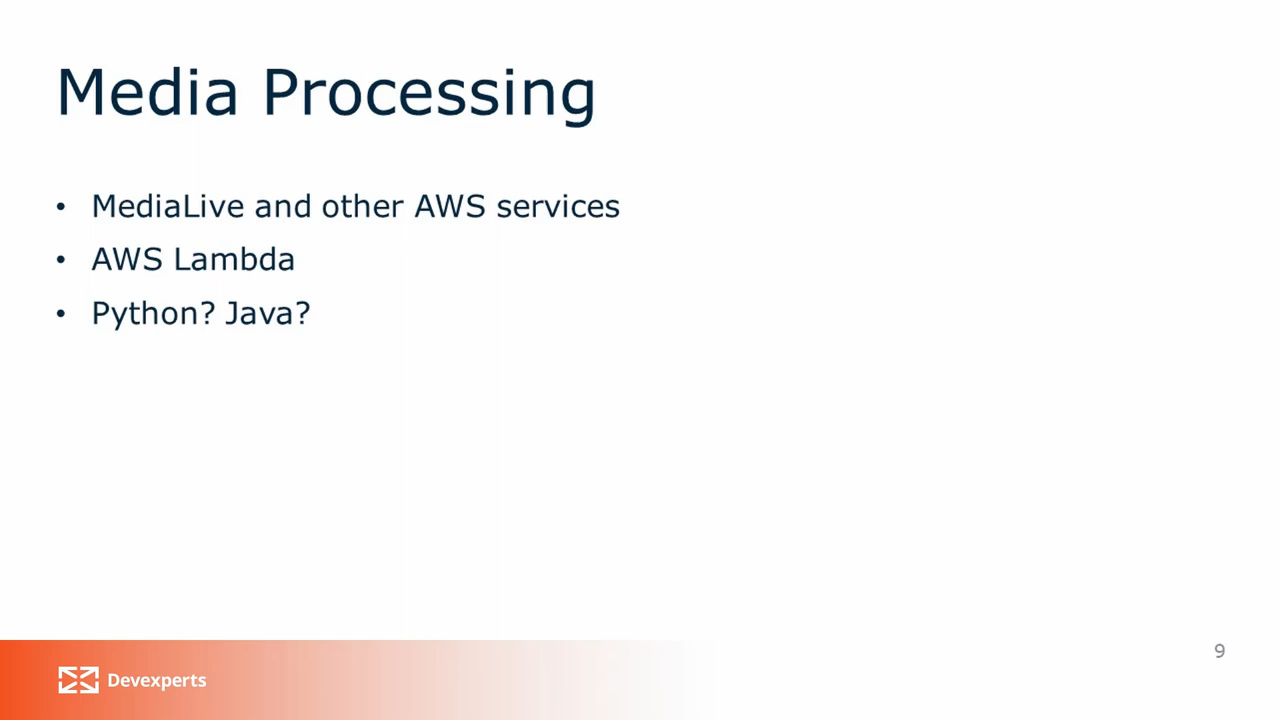 Media Processing
• MediaLive and other AWS services
• AWS Lambda
• Python? Java?
9
Devexperts